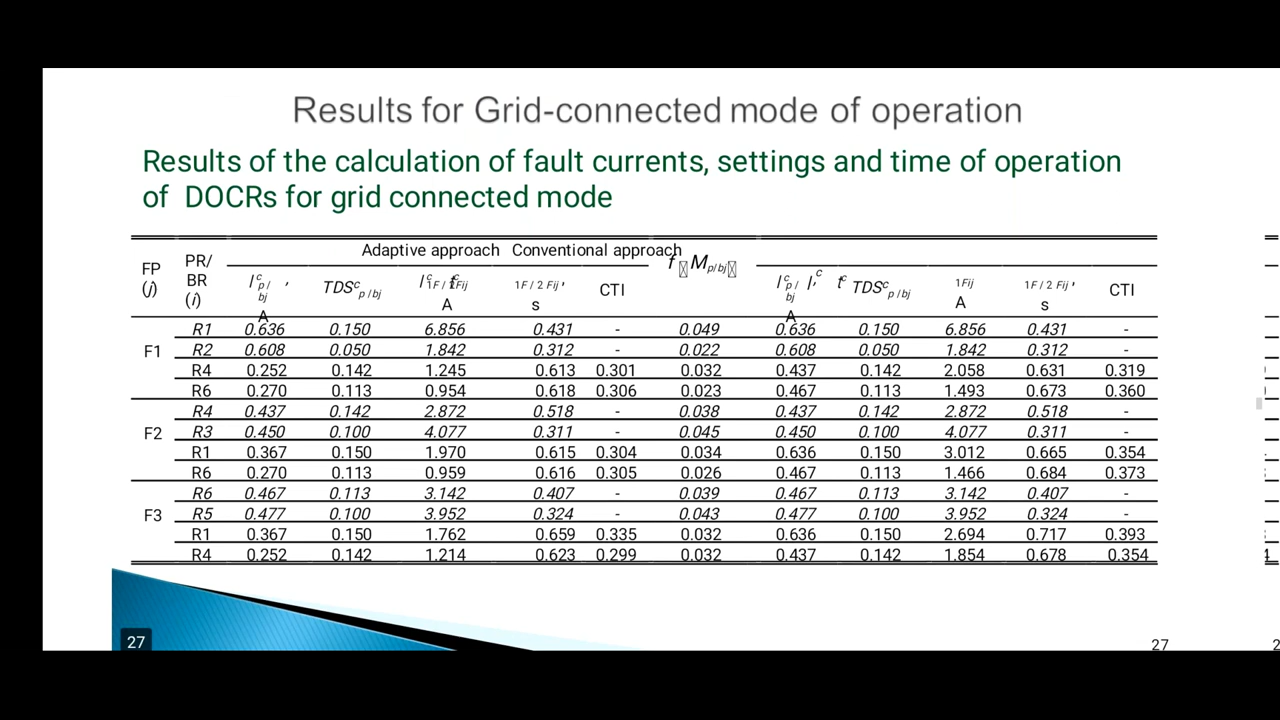 Results for Grid-connected mode of operation
Results of the calculation of fault currents, settings and time of operation
of DOCRs for grid connected mode
Adaptive approach Conventional approach
FP (j) PR/ BR (i) TDSᶜp/bj A s CTI f Mp/bj TDSᶜp/bj A s CTI
F1 R1 0.636 0.150 6.856 0.431 - 0.049 0.636 0.150 6.856 0.431 -
R2 0.608 0.050 1.842 0.312 - 0.022 0.608 0.050 1.842 0.312 -
R4 0.252 0.142 1.245 0.613 0.301 0.032 0.437 0.142 2.058 0.631 0.319
R6 0.270 0.113 0.954 0.618 0.306 0.023 0.467 0.113 1.493 0.673 0.360
F2 R4 0.437 0.142 2.872 0.518 - 0.038 0.437 0.142 2.872 0.518 -
R3 0.450 0.100 4.077 0.311 - 0.045 0.450 0.100 4.077 0.311 -
R1 0.367 0.150 1.970 0.615 0.304 0.034 0.636 0.150 3.012 0.665 0.354
R6 0.270 0.113 0.959 0.616 0.305 0.026 0.467 0.113 1.466 0.684 0.373
F3 R6 0.467 0.113 3.142 0.407 - 0.039 0.467 0.113 3.142 0.407 -
R5 0.477 0.100 3.952 0.324 - 0.043 0.477 0.100 3.952 0.324 -
R1 0.367 0.150 1.762 0.659 0.335 0.032 0.636 0.150 2.694 0.717 0.393
R4 0.252 0.142 1.214 0.623 0.299 0.032 0.437 0.142 1.854 0.678 0.354
27
27